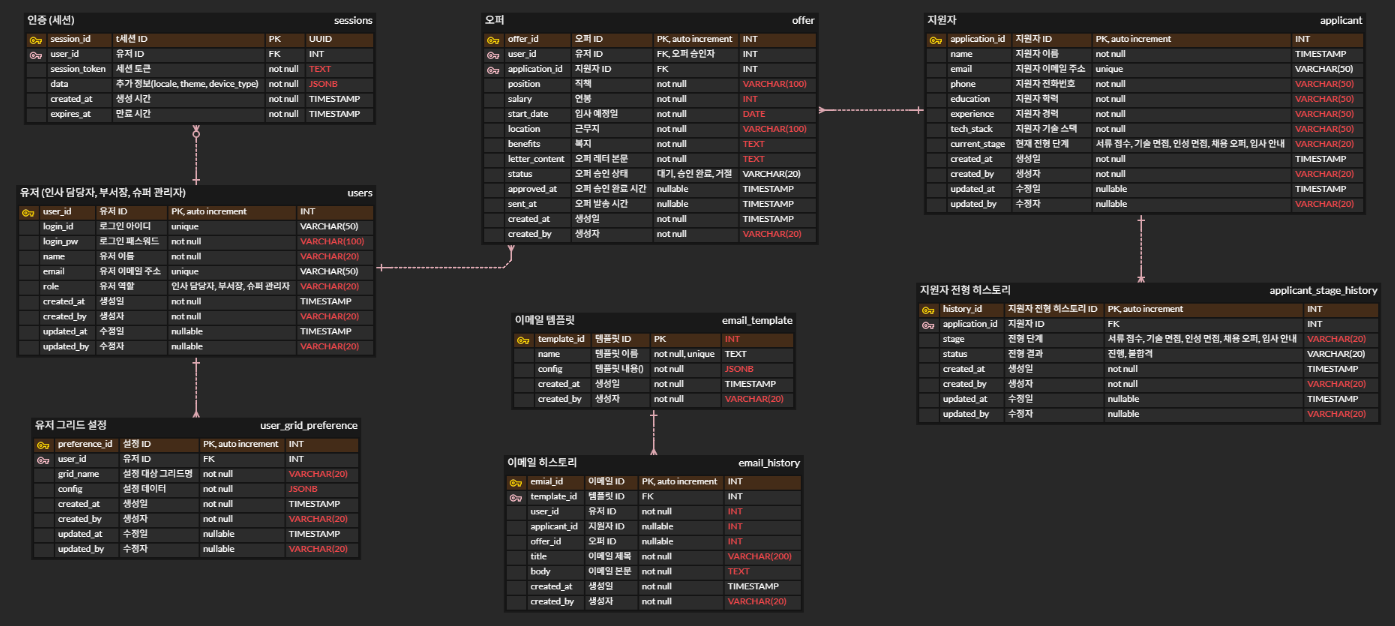 인증 (세션) sessions
session_id t세션 ID PK UUID
user_id 유저 ID FK INT
session_token 세션 토큰 not null TEXT
data 추가 정보(locale, theme, device_type) not null JSONB
created_at 생성 시간 not null TIMESTAMP
expires_at 만료 시간 not null TIMESTAMP
유저 (인사 담당자, 부서장, 슈퍼 관리자) users
user_id 유저 ID PK, auto increment INT
login_id 로그인 아이디 unique VARCHAR(50)
login_pw 로그인 패스워드 not null VARCHAR(100)
name 유저 이름 not null VARCHAR(20)
email 유저 이메일 주소 unique VARCHAR(50)
role 유저 역할 인사 담당자, 부서장, 슈퍼 관리자 VARCHAR(20)
created_at 생성일 not null TIMESTAMP
created_by 생성자 not null VARCHAR(20)
updated_at 수정일 nullable TIMESTAMP
updated_by 수정자 nullable VARCHAR(20)
유저 그리드 설정 user_grid_preference
preference_id 설정 ID PK, auto increment INT
user_id 유저 ID FK INT
grid_name 설정 대상 그리드명 not null VARCHAR(20)
config 설정 데이터 not null JSONB
created_at 생성일 not null TIMESTAMP
created_by 생성자 not null VARCHAR(20)
updated_at 수정일 nullable TIMESTAMP
updated_by 수정자 nullable VARCHAR(20)
오퍼 offer
offer_id 오퍼 ID PK, auto increment INT
user_id 유저 ID FK, 오퍼 승인자 INT
application_id 지원자 ID FK INT
position 직책 not null VARCHAR(100)
salary 연봉 not null INT
start_date 입사 예정일 not null DATE
location 근무지 not null VARCHAR(100)
benefits 복지 not null TEXT
letter_content 오퍼 레터 본문 not null TEXT
status 오퍼 승인 상태 대기, 승인 완료, 거절 VARCHAR(20)
approved_at 오퍼 승인 완료 시간 nullable TIMESTAMP
sent_at 오퍼 발송 시간 nullable TIMESTAMP
created_at 생성일 not null TIMESTAMP
created_by 생성자 not null VARCHAR(20)
이메일 템플릿 email_template
template_id 템플릿 ID PK INT
name 템플릿 이름 not null, unique TEXT
config 템플릿 내용() not null JSONB
created_at 생성일 not null TIMESTAMP
created_by 생성자 not null VARCHAR(20)
이메일 히스토리 email_history
emial_id 이메일 ID PK, auto increment INT
template_id 템플릿 ID FK INT
user_id 유저 ID not null INT
applicant_id 지원자 ID nullable INT
offer_id 오퍼 ID nullable INT
title 이메일 제목 not null VARCHAR(200)
body 이메일 본문 not null TEXT
created_at 생성일 not null TIMESTAMP
created_by 생성자 not null VARCHAR(20)
지원자 applicant
application_id 지원자 ID PK, auto increment INT
name 지원자 이름 not null TIMESTAMP
email 지원자 이메일 주소 unique VARCHAR(50)
phone 지원자 전화번호 not null VARCHAR(50)
education 지원자 학력 not null VARCHAR(50)
experience 지원자 경력 not null VARCHAR(50)
tech_stack 지원자 기술 스택 not null VARCHAR(50)
current_stage 현재 전형 단계 서류 접수, 기술 면접, 인성 면접, 채용 오퍼, 입사 안내 VARCHAR(20)
created_at 생성일 not null TIMESTAMP
created_by 생성자 not null VARCHAR(20)
updated_at 수정일 nullable TIMESTAMP
updated_by 수정자 nullable VARCHAR(20)
지원자 전형 히스토리 applicant_stage_history
history_id 지원자 전형 히스토리 ID PK, auto increment INT
application_id 지원자 ID FK INT
stage 전형 단계 서류 접수, 기술 면접, 인성 면접, 채용 오퍼, 입사 안내 VARCHAR(20)
status 전형 결과 진행, 불합격 VARCHAR(20)
created_at 생성일 not null TIMESTAMP
created_by 생성자 not null VARCHAR(20)
updated_at 수정일 nullable TIMESTAMP
updated_by 수정자 nullable VARCHAR(20)